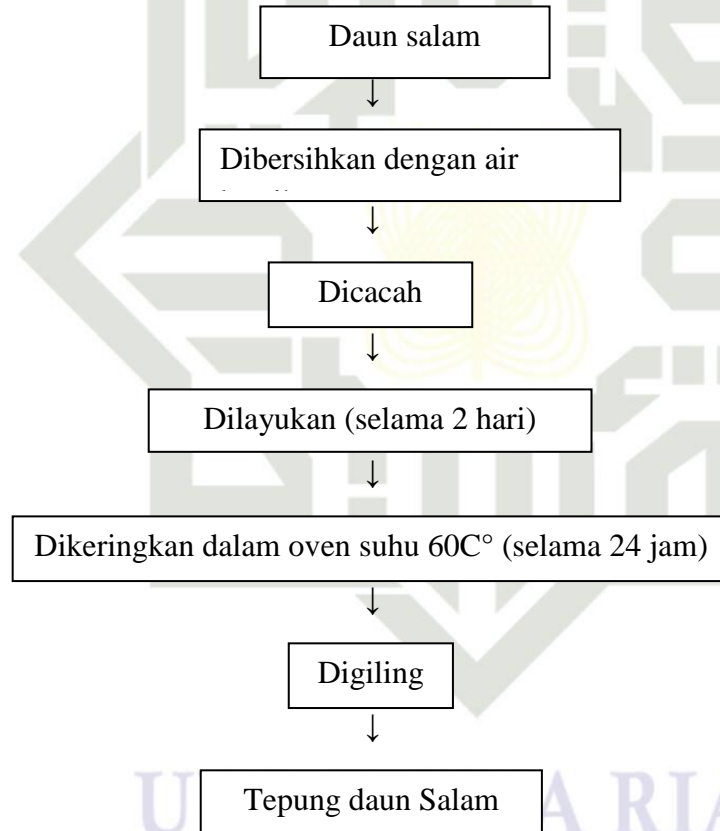 Daun salam
↓
Dibersihkan dengan air
↓
Dicacah
↓
Dilayukan (selama 2 hari)
↓
Dikeringkan dalam oven suhu 60C° (selama 24 jam)
↓
Digiling
↓
Tepung daun Salam